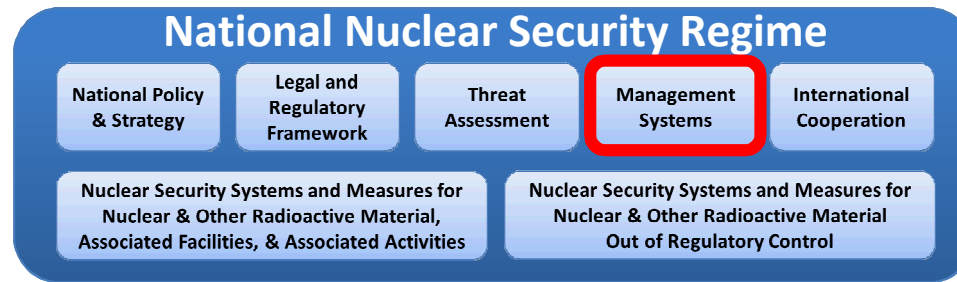 National Nuclear Security Regime
National Policy
& Strategy
Legal and
Regulatory
Framework
Threat
Assessment
Management
Systems
International
Cooperation
Nuclear Security Systems and Measures for
Nuclear & Other Radioactive Material,
Associated Facilities, & Associated Activities
Nuclear Security Systems and Measures for
Nuclear & Other Radioactive Material
Out of Regulatory Control